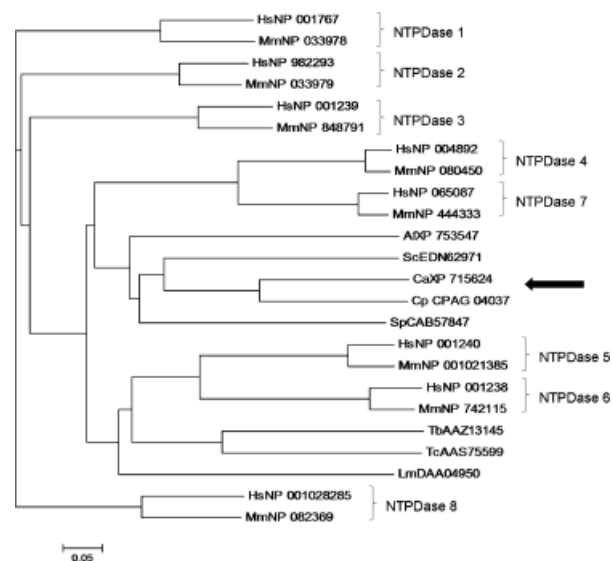 HsNP 001767
MmNP 033978
NTPDase 1
HsNP 982293
MmNP 033979
NTPDase 2
HsNP 001239
MmNP 848791
NTPDase 3
HsNP 004892
MmNP 080450
NTPDase 4
HsNP 065087
MmNP 444333
NTPDase 7
AfXP 753547
ScEDN62971
CaXP 715624
Cp CPAG 04037
SpCAB57847
HsNP 001240
MmNP 001021385
NTPDase 5
HsNP 001238
MmNP 742115
NTPDase 6
TbAAZ13145
TcAAS75599
LmDAA04950
HsNP 001028285
MmNP 082369
NTPDase 8
0.05